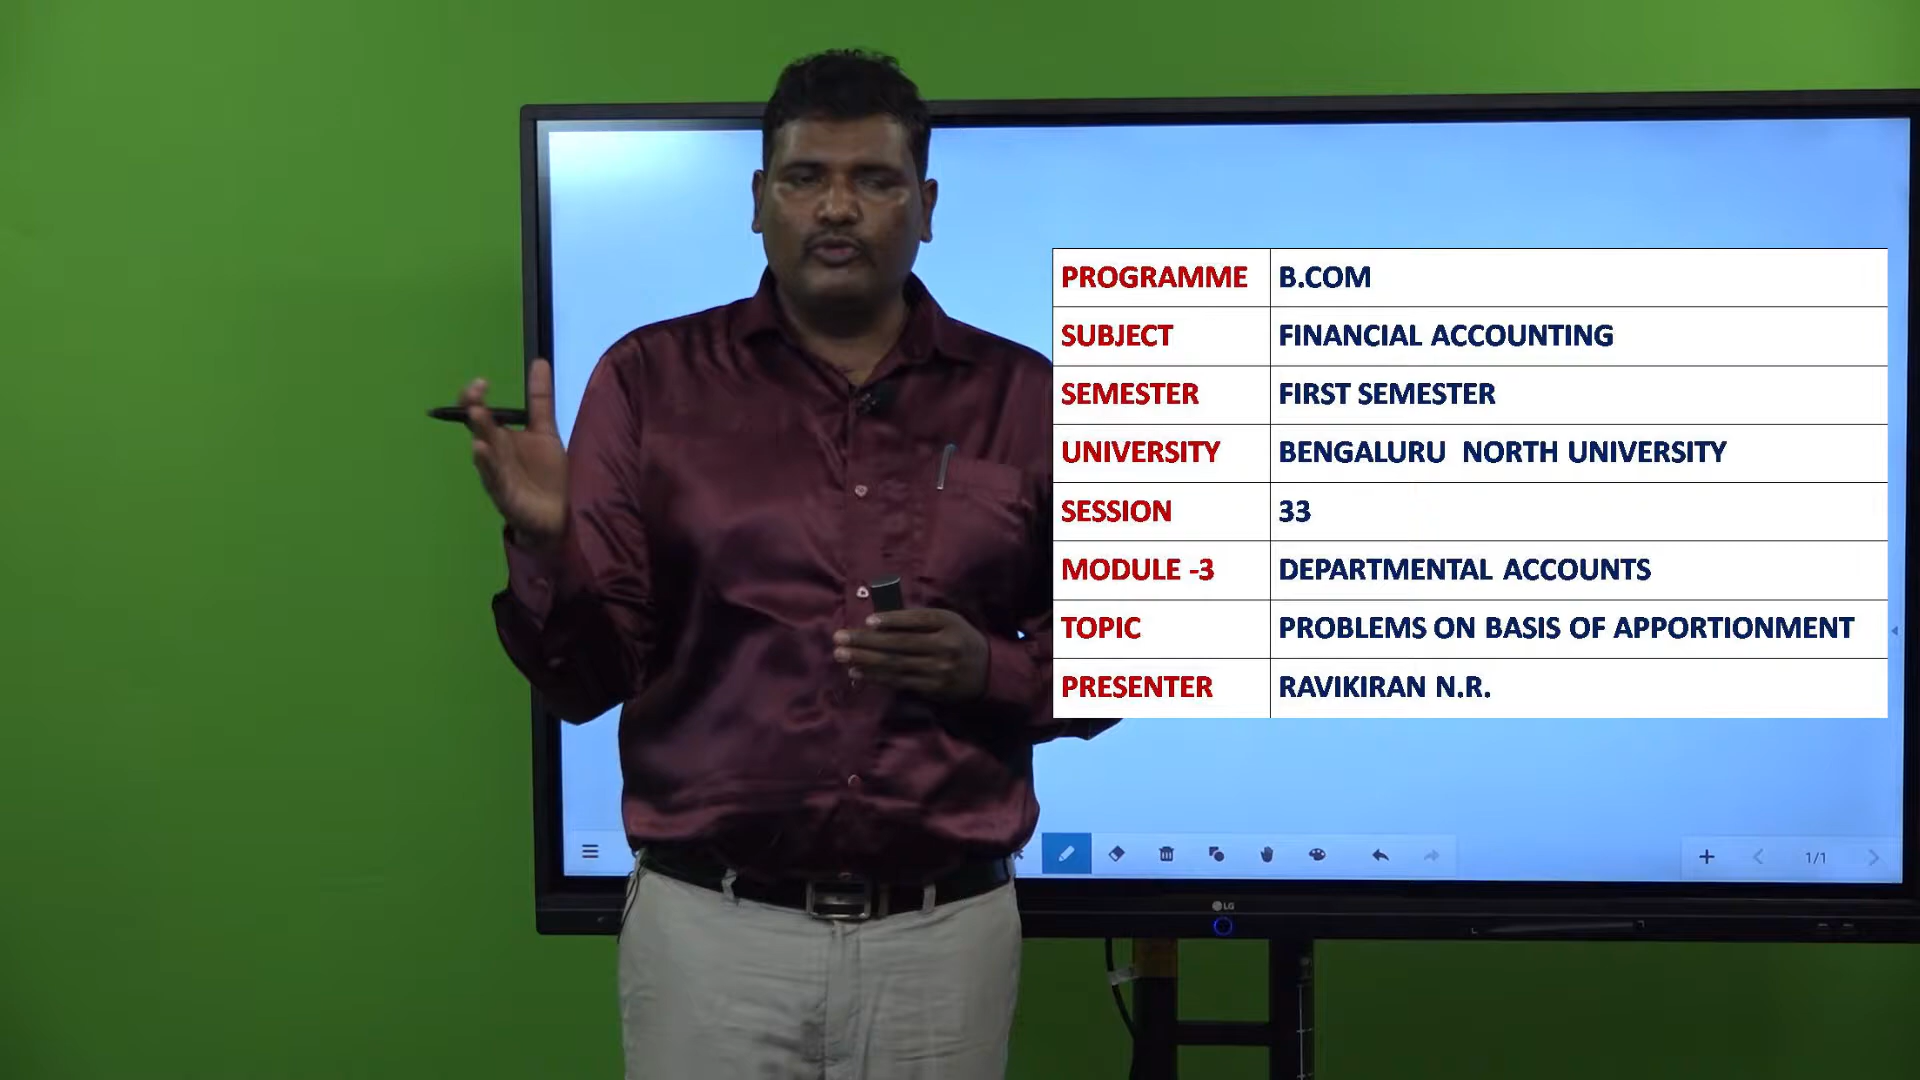 PROGRAMME B.COM
SUBJECT FINANCIAL ACCOUNTING
SEMESTER FIRST SEMESTER
UNIVERSITY BENGALURU NORTH UNIVERSITY
SESSION 33
MODULE -3 DEPARTMENTAL ACCOUNTS
TOPIC PROBLEMS ON BASIS OF APPORTIONMENT
PRESENTER RAVIKIRAN N.R.
1/1
LG